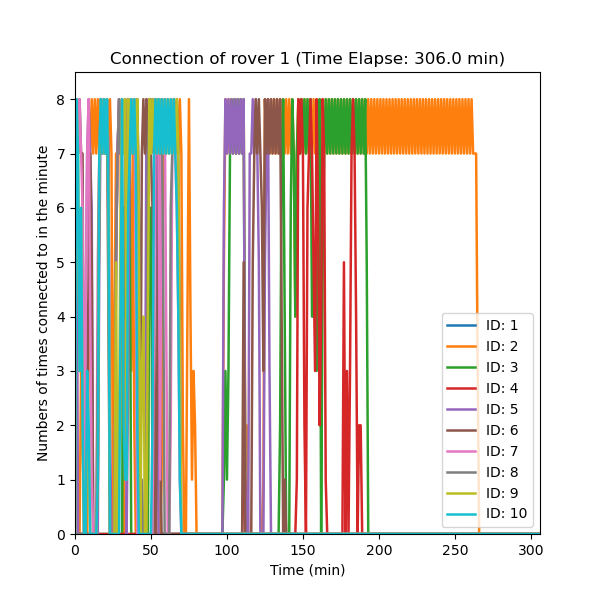 Connection of rover 1 (Time Elapse: 306.0 min)
Numbers of times connected to in the minute
8
7
6
5
4
3
2
1
0
ID: 1
ID: 2
ID: 3
ID: 4
ID: 5
ID: 6
ID: 7
ID: 8
ID: 9
ID: 10
0 50 100 150 200 250 300
Time (min)